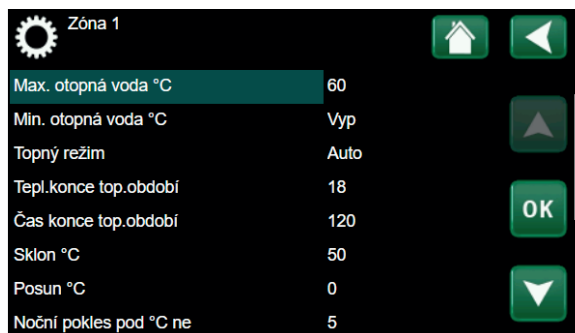 Zóna 1
Max. otopná voda °C 60
Min. otopná voda °C Vyp
Topný režim Auto
Tepl.konce top.období 18
Čas konce top.období 120
OK
Sklon °C 50
Posun °C 0
Noční pokles pod °C ne 5